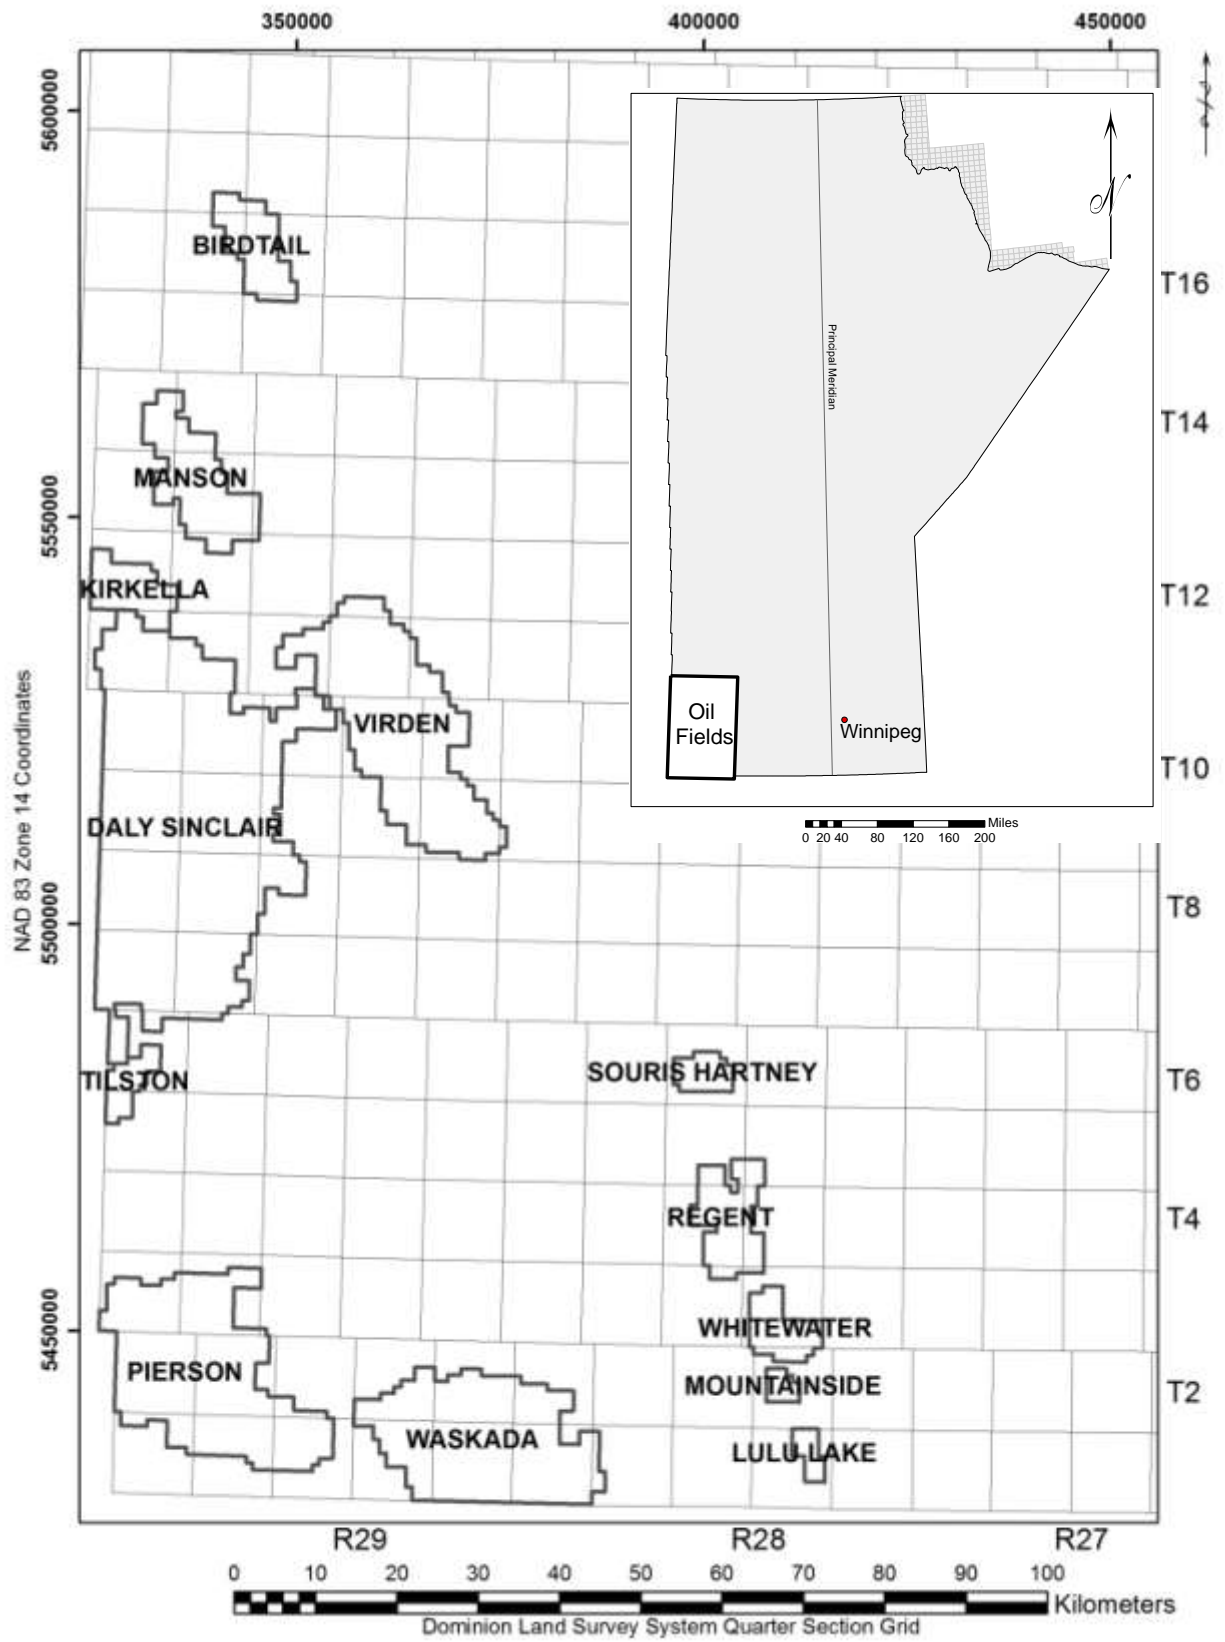 350000 400000 450000
5600000
BIRDTAIL
T16
Principal Meridian
T14
MANSON
5550000
KIRKELLA
T12
NAD 83 Zone 14 Coordinates
Oil
Fields
Winnipeg
VIRDEN
T10
DALY SINCLAIR
Miles
0 20 40 80 120 160 200
T8
5500000
SOURIS HARTNEY
TILSTON
T6
REGENT
T4
5450000
WHITEWATER
PIERSON
MOUNTAINSIDE
T2
WASKADA
LULU LAKE
R29 R28 R27
0 10 20 30 40 50 60 70 80 90 100
Kilometers
Dominion Land Survey System Quarter Section Grid